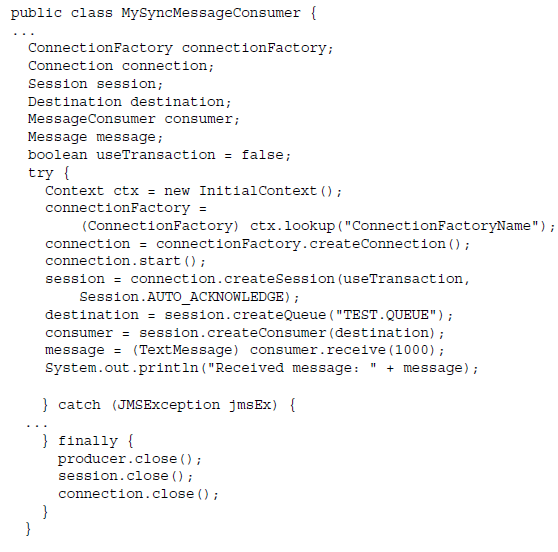 public class MySyncMessageConsumer {
...
ConnectionFactory connectionFactory;
Connection connection;
Session session;
Destination destination;
MessageConsumer consumer;
Message message;
boolean useTransaction = false;
try {
Context ctx = new InitialContext();
connectionFactory =
(ConnectionFactory) ctx.lookup("ConnectionFactoryName");
connection = connectionFactory.createConnection();
connection.start();
session = connection.createSession(useTransaction,
Session.AUTO_ACKNOWLEDGE);
destination = session.createQueue("TEST.QUEUE");
consumer = session.createConsumer(destination);
message = (TextMessage) consumer.receive(1000);
System.out.println("Received message: " + message);
} catch (JMSException jmsEx) {
...
} finally {
producer.close();
session.close();
connection.close();
}
}